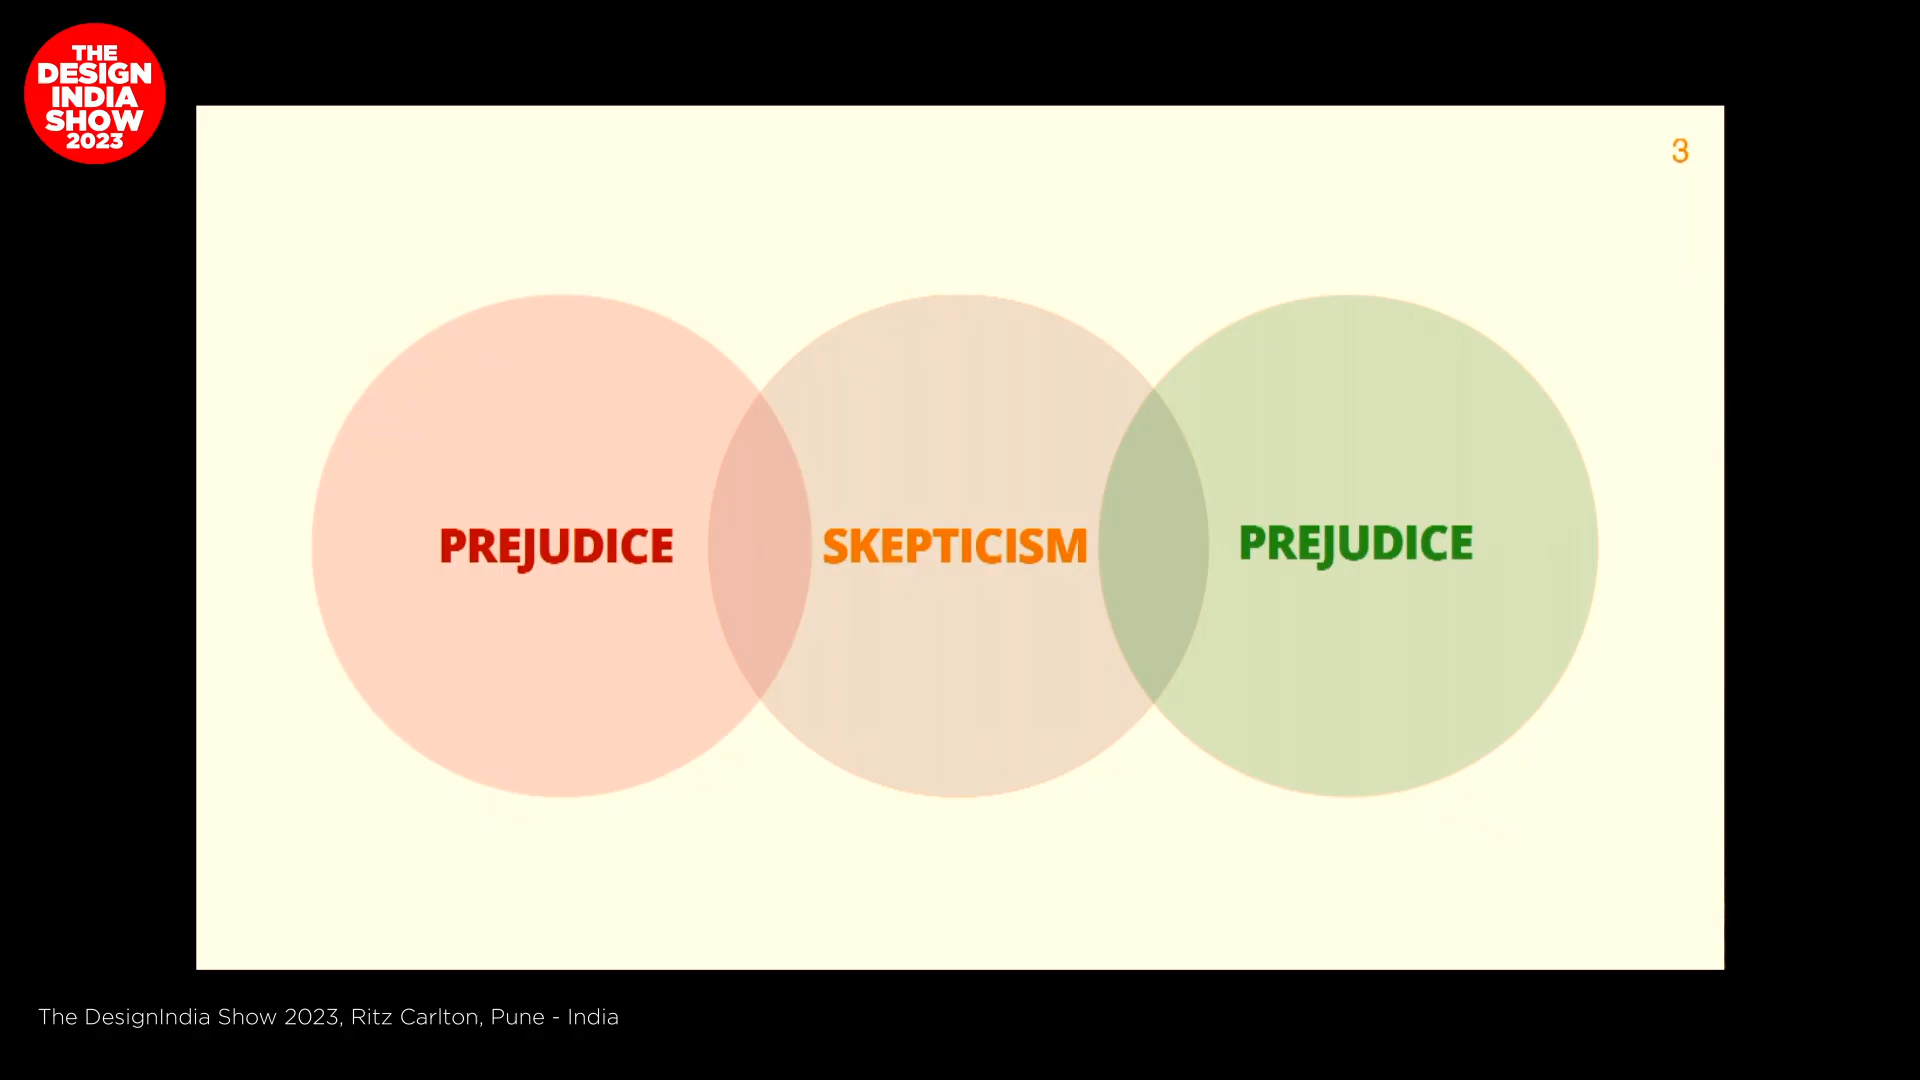 THE
DESIGN
INDIA
SHOW
2023
3
PREJUDICE
SKEPTICISM
PREJUDICE
The DesignIndia Show 2023, Ritz Carlton, Pune - India